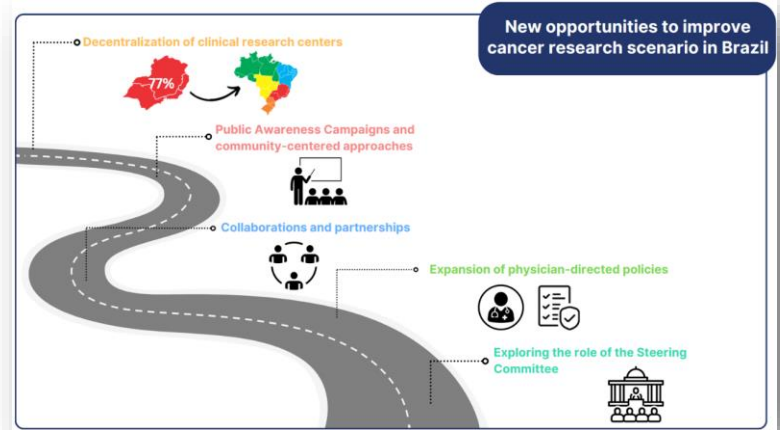 New opportunities to improve
cancer research scenario in Brazil
Decentralization of clinical research centers
77%
Public Awareness Campaigns and
community-centered approaches
Collaborations and partnerships
Expansion of physician-directed policies
Exploring the role of the Steering
Committee